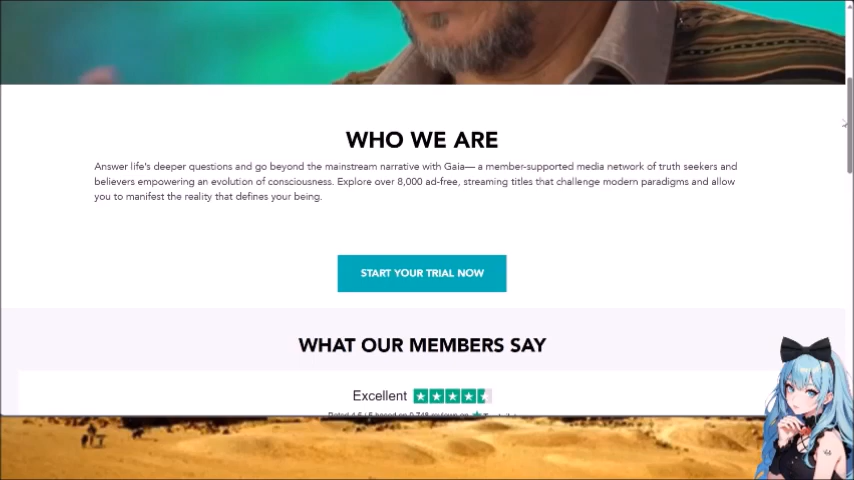 WHO WE ARE
Answer life's deeper questions and go beyond the mainstream narrative with Gaia— a member-supported media network of truth seekers and
believers empowering an evolution of consciousness. Explore over 8,000 ad-free, streaming titles that challenge modern paradigms and allow
you to manifest the reality that defines your being.
START YOUR TRIAL NOW
WHAT OUR MEMBERS SAY
Excellent